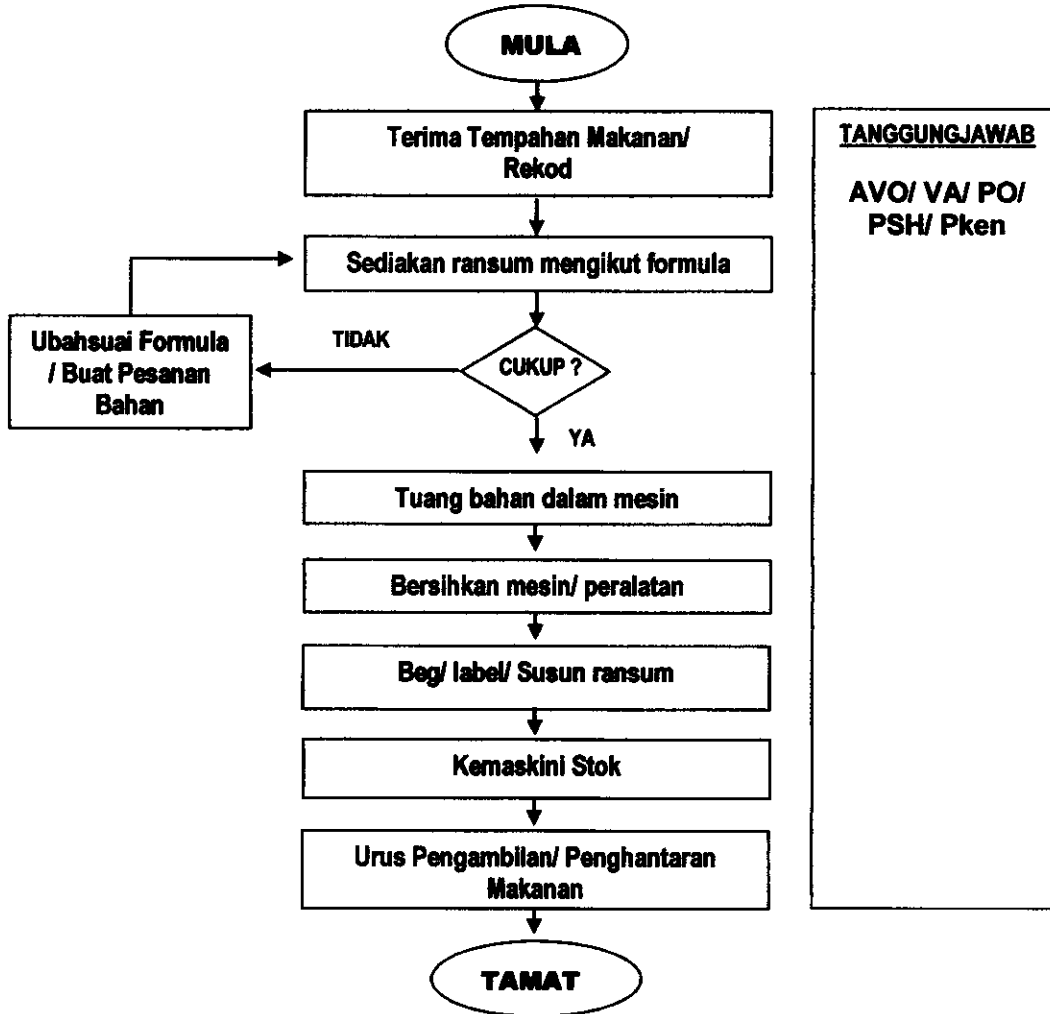 MULA
Terima Tempahan Makanan/
Rekod
TANGGUNGJAWAB
AVO/ VA/ PO/
PSH/ Pken
Sediakan ransum mengikut formula
Ubahsuai Formula
/ Buat Pesanan
Bahan
TIDAK
CUKUP ?
YA
Tuang bahan dalam mesin
Bersihkan mesin/ peralatan
Beg/ label/ Susun ransum
Kemaskini Stok
Urus Pengambilan/ Penghantaran
Makanan
TAMAT